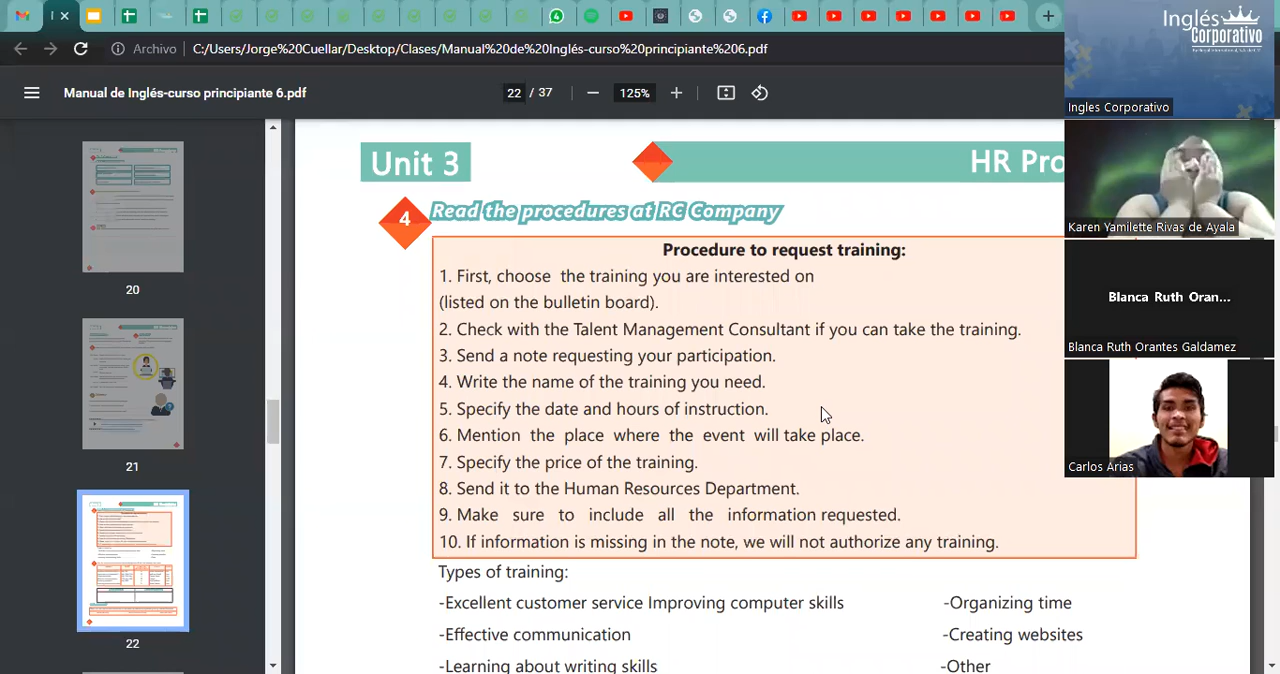 Archivo
C:/Users/Jorge%20Cuellar/Desktop/Clases/Manual%20de%20Inglés-curso%20principiante%206.pdf
Manual de Inglés-curso principiante 6.pdf
22 / 37
125%
Inglés
Corporativo
Ingles Corporativo
Karen Yamilette Rivas de Ayala
Blanca Ruth Oran...
Blanca Ruth Orantes Galdamez
Carlos Arias
20
21
22
Unit 3
HR Pro
4
Read the procedures at RC Company
Procedure to request training:
1. First, choose the training you are interested on
(listed on the bulletin board).
2. Check with the Talent Management Consultant if you can take the training.
3. Send a note requesting your participation.
4. Write the name of the training you need.
5. Specify the date and hours of instruction.
6. Mention the place where the event will take place.
7. Specify the price of the training.
8. Send it to the Human Resources Department.
9. Make sure to include all the information requested.
10. If information is missing in the note, we will not authorize any training.
Types of training:
-Excellent customer service Improving computer skills
-Organizing time
-Effective communication
-Creating websites
-Learning about writing skills
-Other